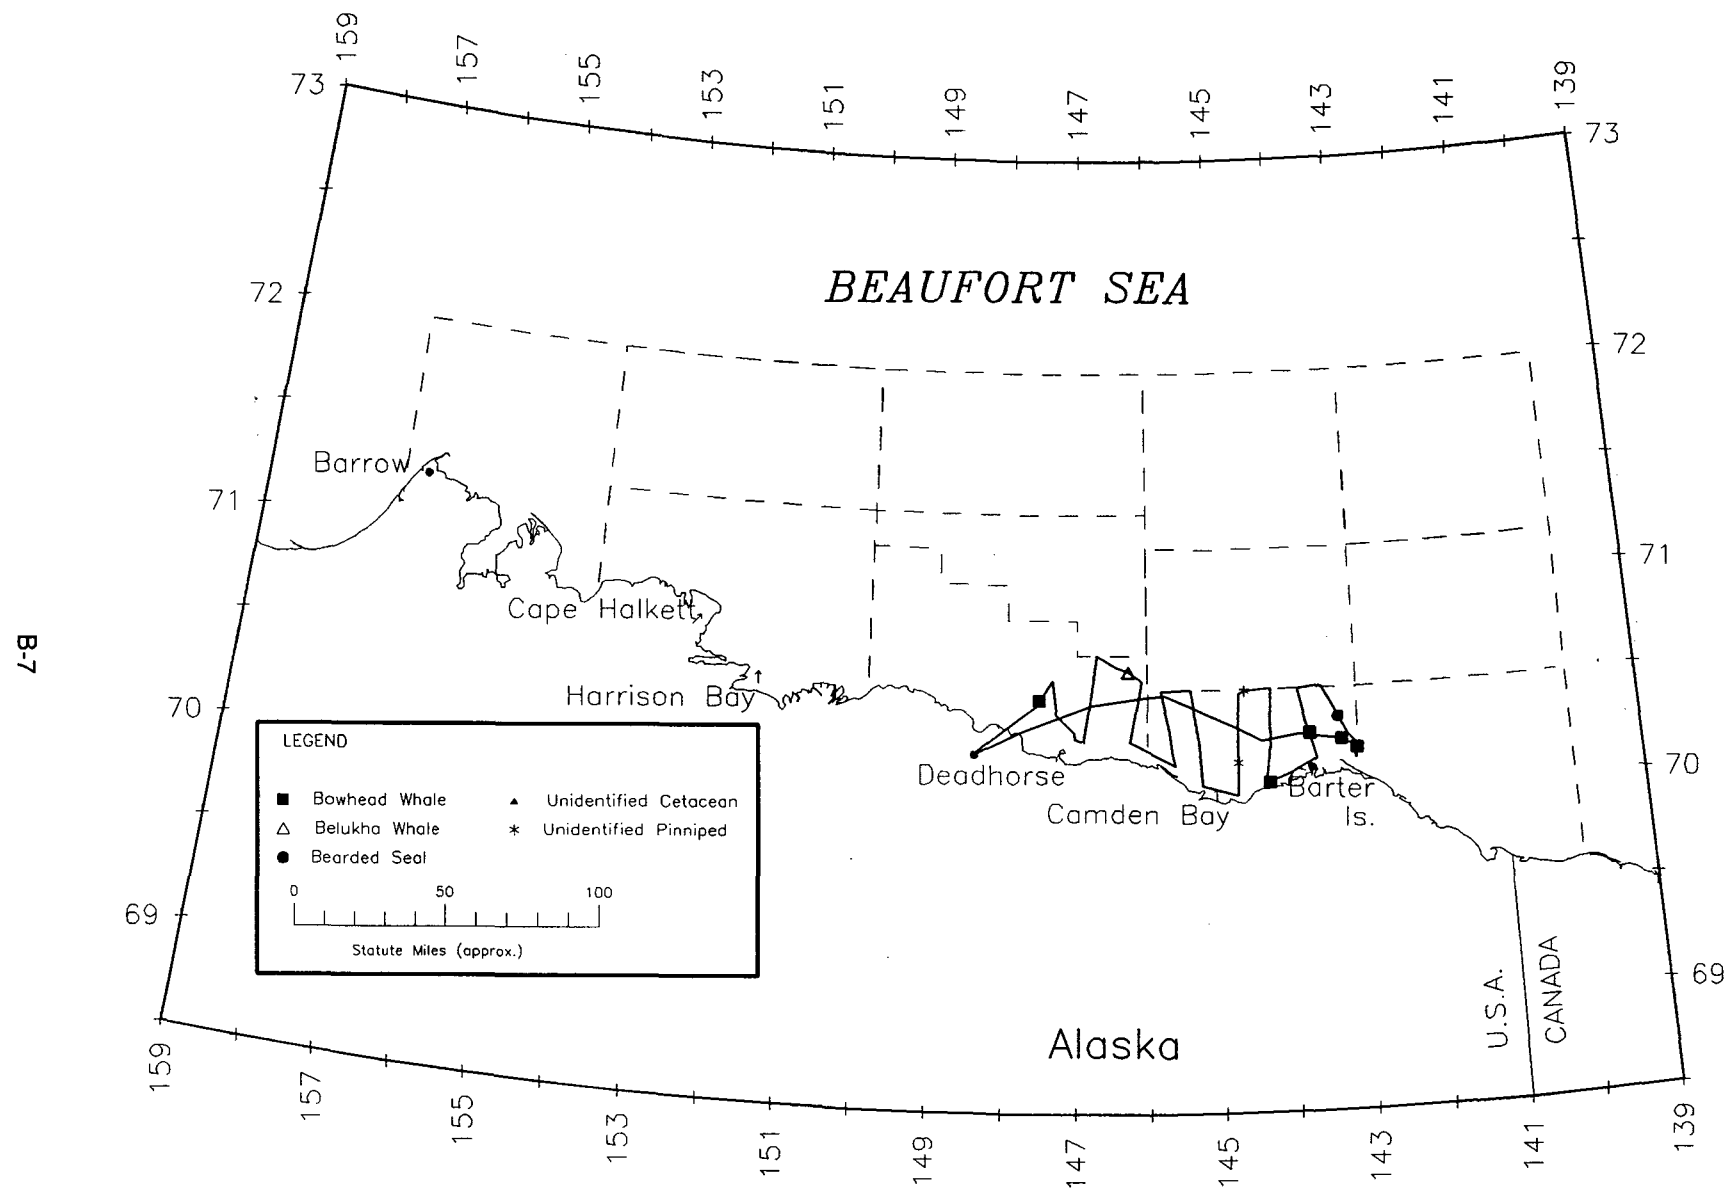 159
157
155
153
151
149
147
145
143
141
139
73
73
BEAUFORT SEA
72
72
Barrow
71
71
Cape Halkett
B-7
Harrison Bay
70
70
Deadhorse
Camden Bay
Barter
Is.
LEGEND
Bowhead Whale
Unidentified Cetacean
Belukha Whale
Unidentified Pinniped
Bearded Seal
0 50 100
Statute Miles (approx.)
69
69
U.S.A.
CANADA
Alaska
159
157
155
153
151
149
147
145
143
141
139